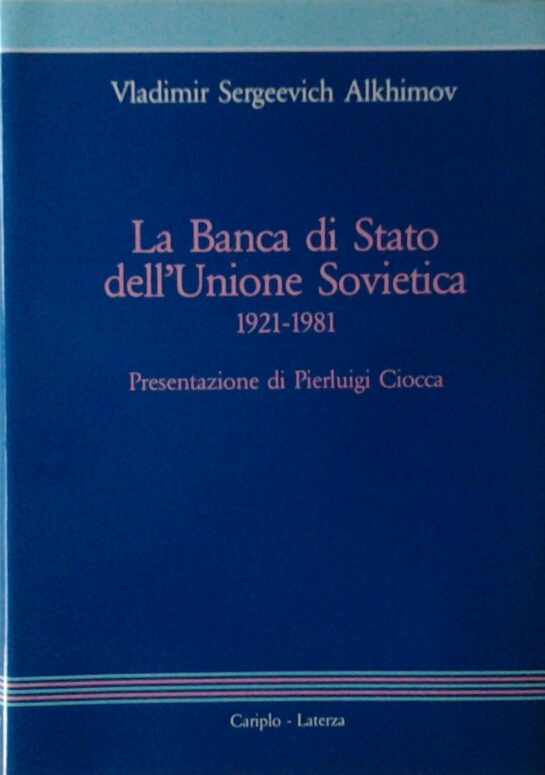 Vladimir Sergeevich Alkhimov
La Banca di Stato
dell'Unione Sovietica
1921-1981
Presentazione di Pierluigi Ciocca
Cariplo - Laterza